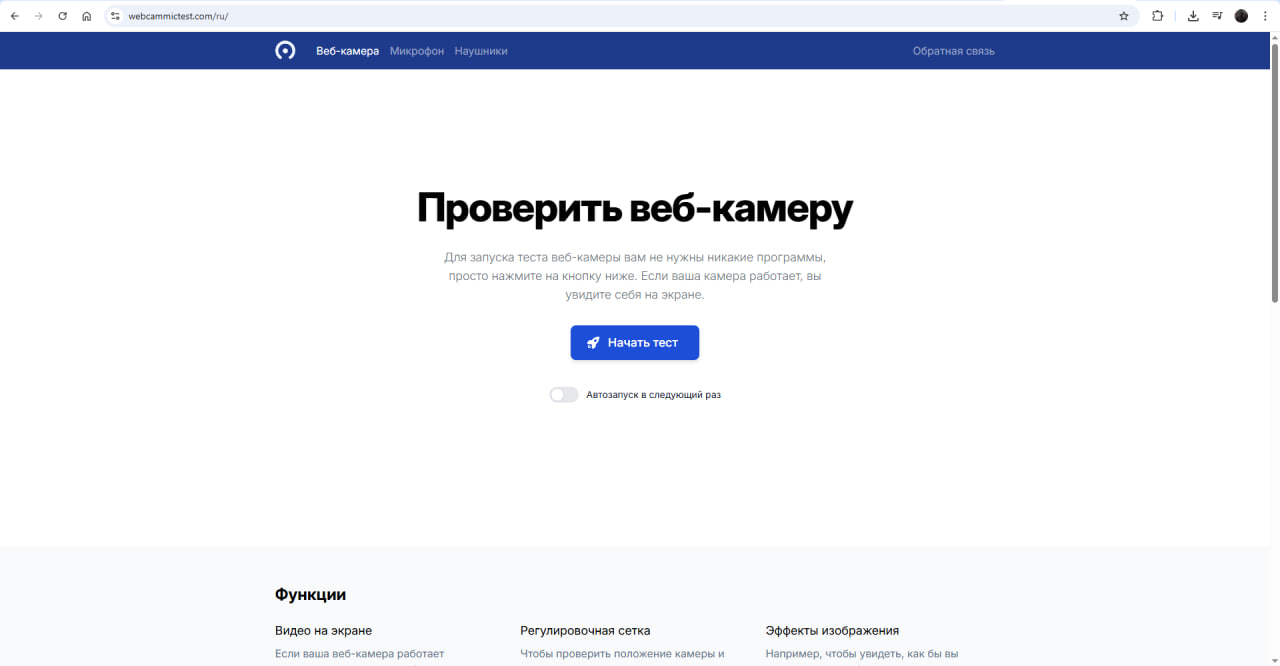 webcammictest.com/ru/
Веб-камера Микрофон Наушники Обратная связь
Проверить веб-камеру
Для запуска теста веб-камеры вам не нужны никакие программы,
просто нажмите на кнопку ниже. Если ваша камера работает, вы
увидите себя на экране.
Начать тест
Автозапуск в следующий раз
Функции
Видео на экране
Если ваша веб-камера работает
Регулировочная сетка
Чтобы проверить положение камеры и
Эффекты изображения
Например, чтобы увидеть, как бы вы